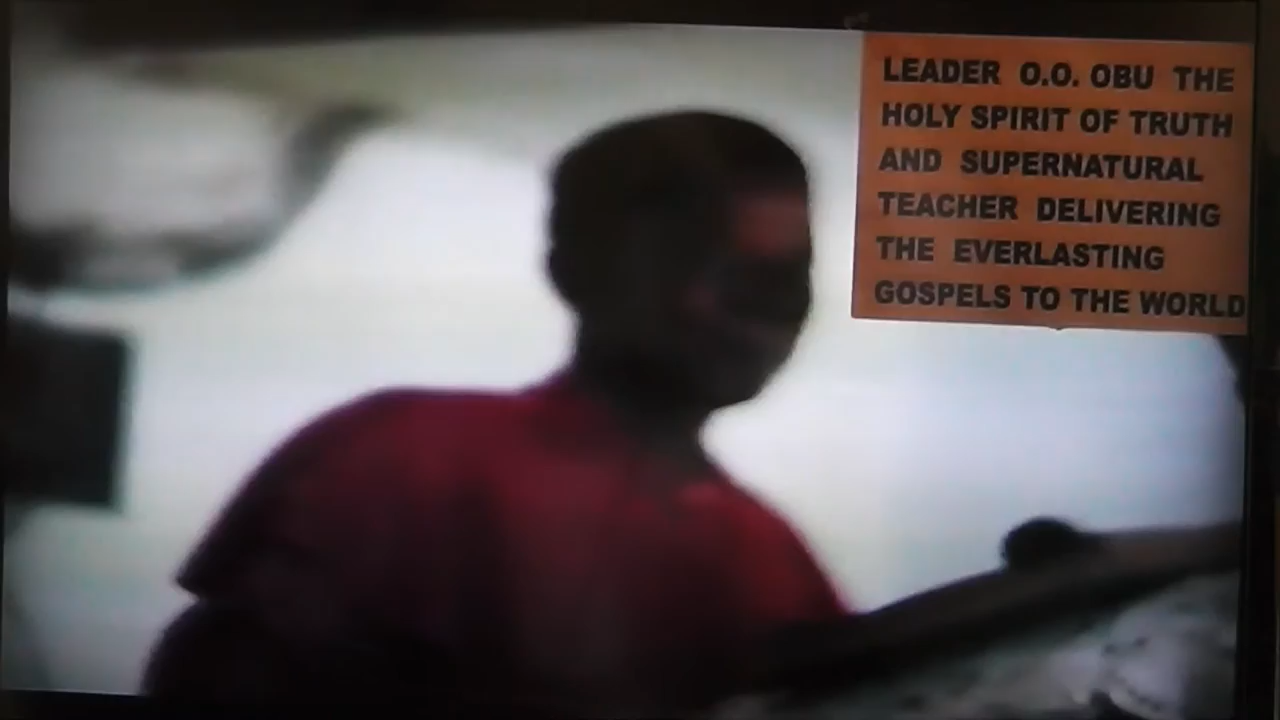 LEADER O.O. OBU THE
HOLY SPIRIT OF TRUTH
AND SUPERNATURAL
TEACHER DELIVERING
THE EVERLASTING
GOSPELS TO THE WORLD